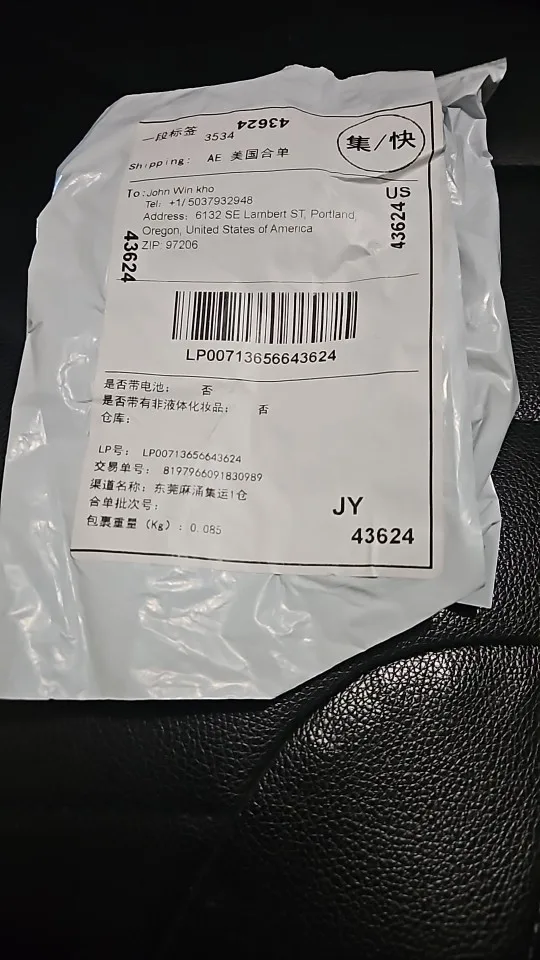 一段标签 3534 43624
集/快
Shipping: AE 美国合单
To:John Win kho
US
Tel: +1/ 5037932948
Address: 6132 SE Lambert ST, Portland,
Oregon, United States of America
ZIP: 97206
43624
43624
LP00713656643624
是否带电池： 否
是否带有非液体化妆品： 否
仓库：
LP号： LP00713656643624
交易单号： 8197966091830989
渠道名称：东莞麻涌集运1仓
合单批次号：
JY
包裹重量（Kg）：0.085
43624